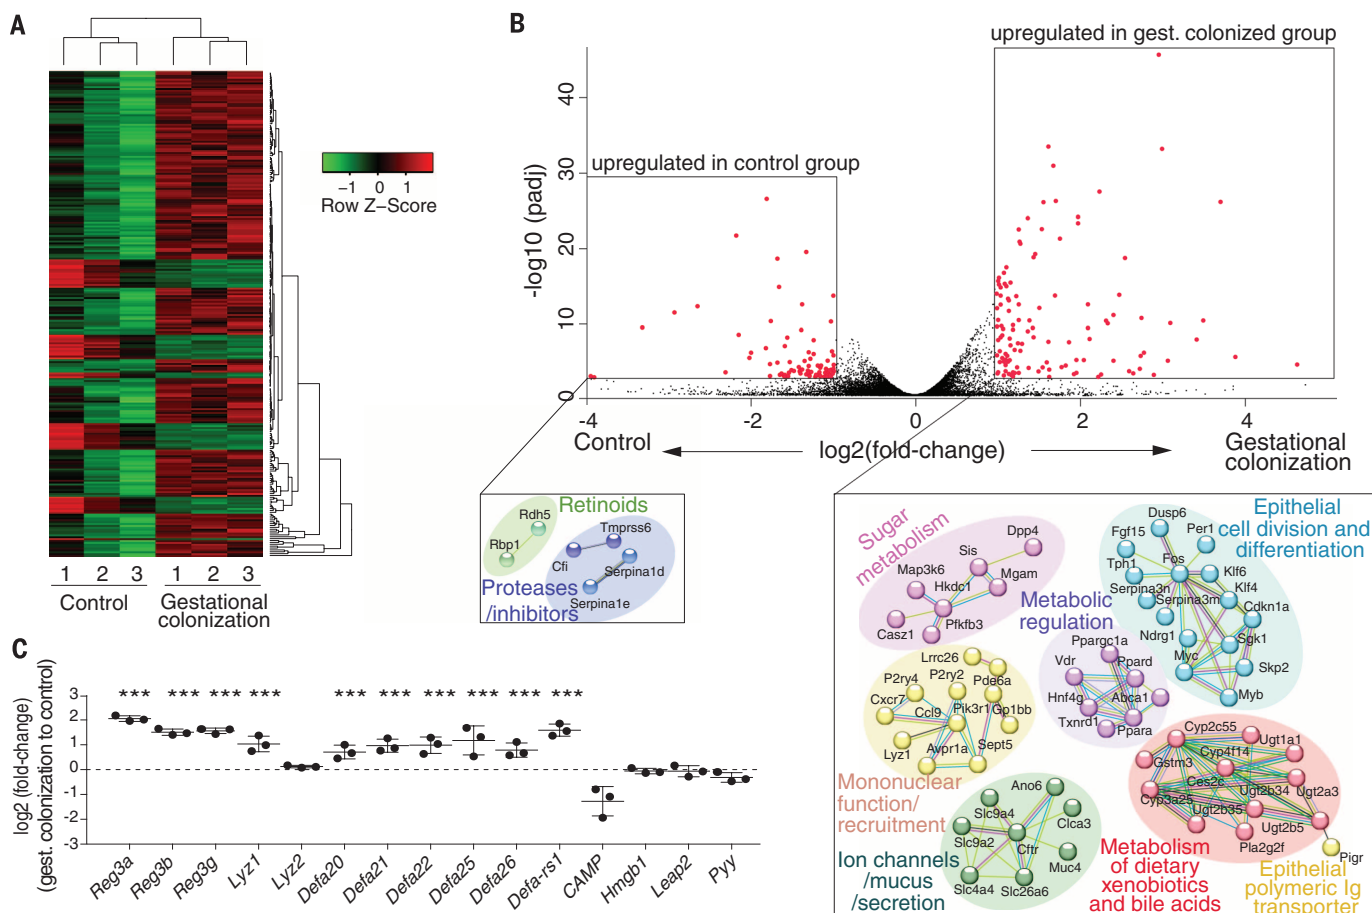 A
−1 0 1
Row Z−Score
1 2 3 1 2 3
Control
Gestational
colonization
B
upregulated in gest. colonized group
upregulated in control group
-log10 (padj)
40
30
20
10
0
-4 -2 0 2 4
Control
log2(fold-change)
Gestational
colonization
Retinoids
Rdh5
Rbp1
Tmprss6
Cfi
Serpina1d
Serpina1e
Proteases
/inhibitors
Sugar
metabolism
Dpp4
Sis
Map3k6
Hkdc1
Mgam
Casz1
Pfkfb3
Epithelial
cell division and
differentiation
Dusp6
Per1
Fgf15
Fos
Tph1
Klf6
Serpina3n
Klf4
Serpina3m
Cdkn1a
Ndrg1
Sgk1
Myc
Skp2
Myb
Metabolic
regulation
Ppargc1a
Vdr
Ppard
Hnf4g
Abca1
Txnrd1
Ppara
Lrrc26
P2ry4
P2ry2
Pde6a
Cxcr7
Pik3r1
Gp1bb
Ccl9
Lyz1
Avpr1a
Sept5
Mononuclear
function/
recruitment
Cyp2c55
Ugt1a1
Cyp4f14
Gstm3
Ces2c
Ugt2b34
Ugt2a3
Cyp3a25
Ugt2b35
Ugt2b5
Pla2g2f
Pigr
Metabolism
of dietary
xenobiotics
and bile acids
Epithelial
polymeric Ig
transporter
Ano6
Slc9a4
Clca3
Slc9a2
Cftr
Muc4
Slc4a4
Slc26a6
Ion channels
/mucus
/secretion
C
log2 (fold-change)
(gest. colonization to control)
3
2
1
0
-1
-2
-3
*** *** *** *** *** *** *** *** *** ***
Reg3a Reg3b Reg3g Lyz1 Lyz2 Defa20 Defa21 Defa22 Defa25 Defa26 Defa-rs1 CAMP Hmgb1 Leap2 Pyy